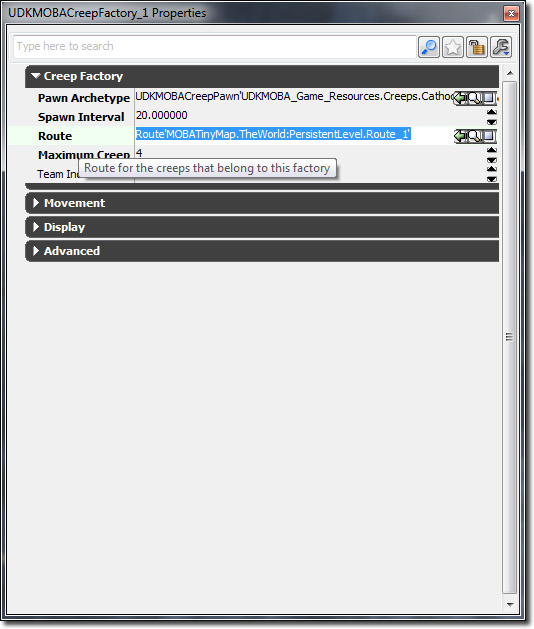 UDKMOBACreepFactory_1 Properties
Type here to search
Creep Factory
Pawn Archetype UDKMOBACreepPawn'UDKMOBA_Game_Resources.Creeps.Catho
Spawn Interval 20.000000
Route Route'MOBATinyMap.TheWorld:PersistentLevel.Route_1'
Maximum Creep 4
Route for the creeps that belong to this factory
Team In
Movement
Display
Advanced